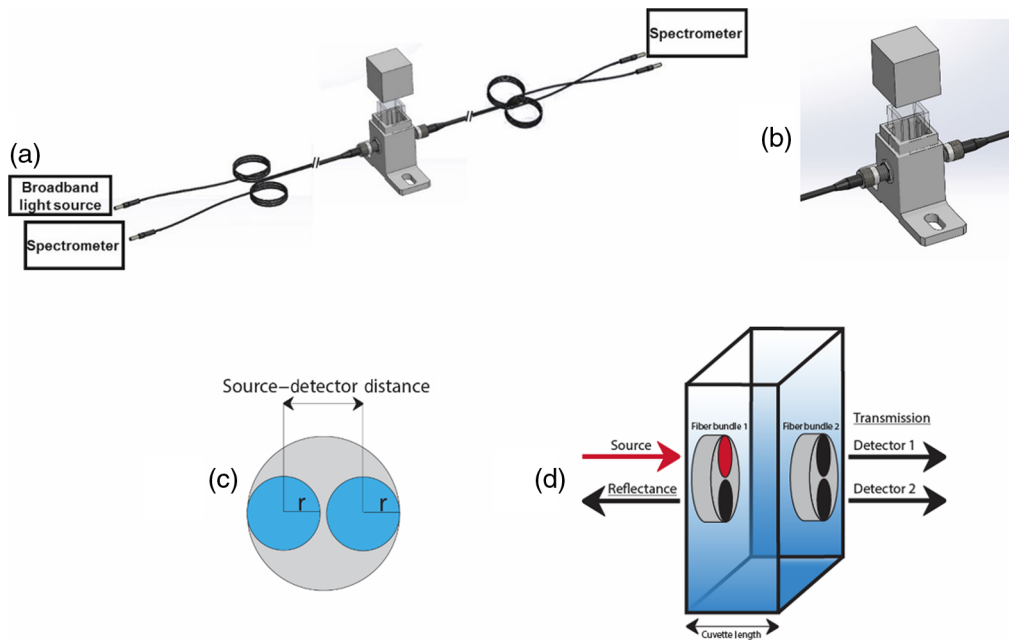 Spectrometer
(a)
(b)
Broadband
light source
Spectrometer
Source–detector distance
(c)
r
r
(d)
Fiber bundle 1
Fiber bundle 2
Transmission
Source
Detector 1
Reflectance
Detector 2
Cuvette length